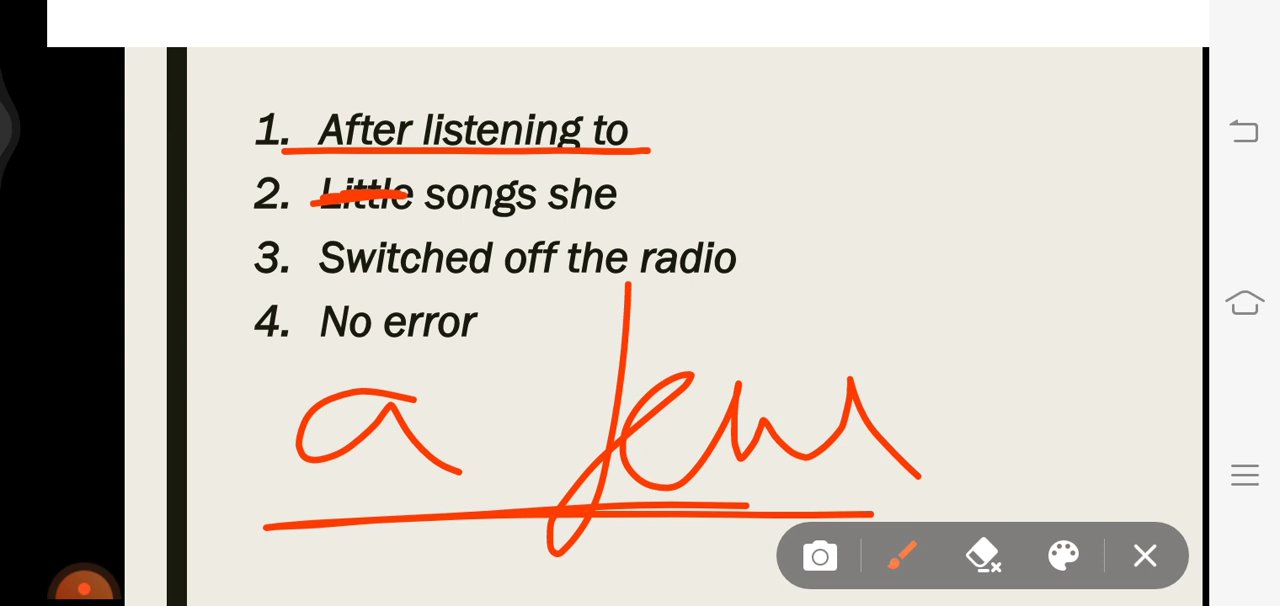 1. After listening to
2. Little songs she
3. Switched off the radio
4. No error
a few